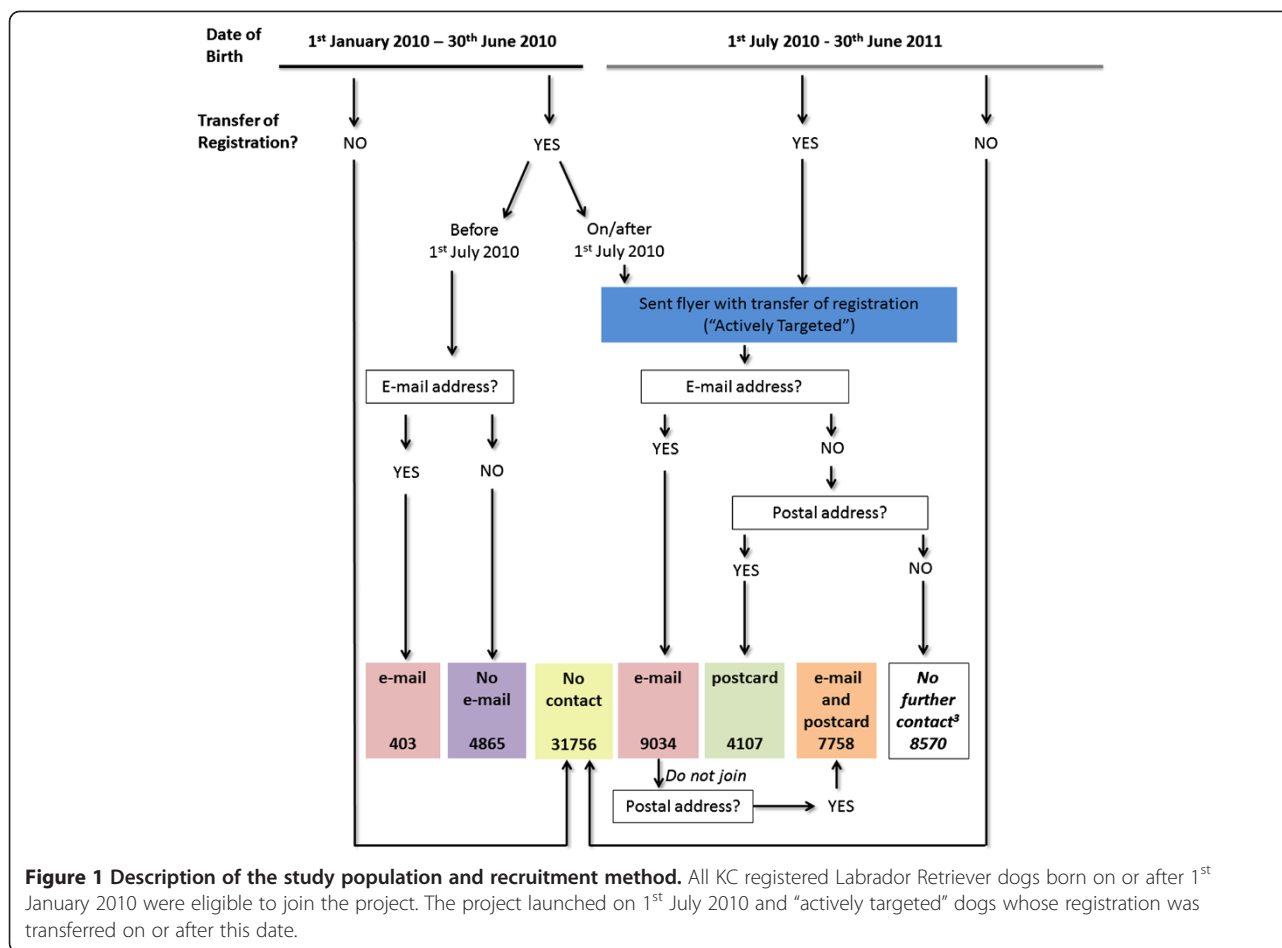 Date of
Birth
1st January 2010 – 30th June 2010
1st July 2010 - 30th June 2011
Transfer of
Registration?
NO
YES
YES
NO
Before
1st July 2010
On/after
1st July 2010
Sent flyer with transfer of registration
("Actively Targeted")
E-mail address?
E-mail address?
YES
NO
YES
NO
Postal address?
YES
NO
e-mail
403
No
e-mail
4865
No
contact
31756
e-mail
9034
postcard
4107
e-mail
and
postcard
7758
No
further
contact³
8570
Do not join
Postal address?
YES
Figure 1 Description of the study population and recruitment method. All KC registered Labrador Retriever dogs born on or after 1st
January 2010 were eligible to join the project. The project launched on 1st July 2010 and "actively targeted" dogs whose registration was
transferred on or after this date.